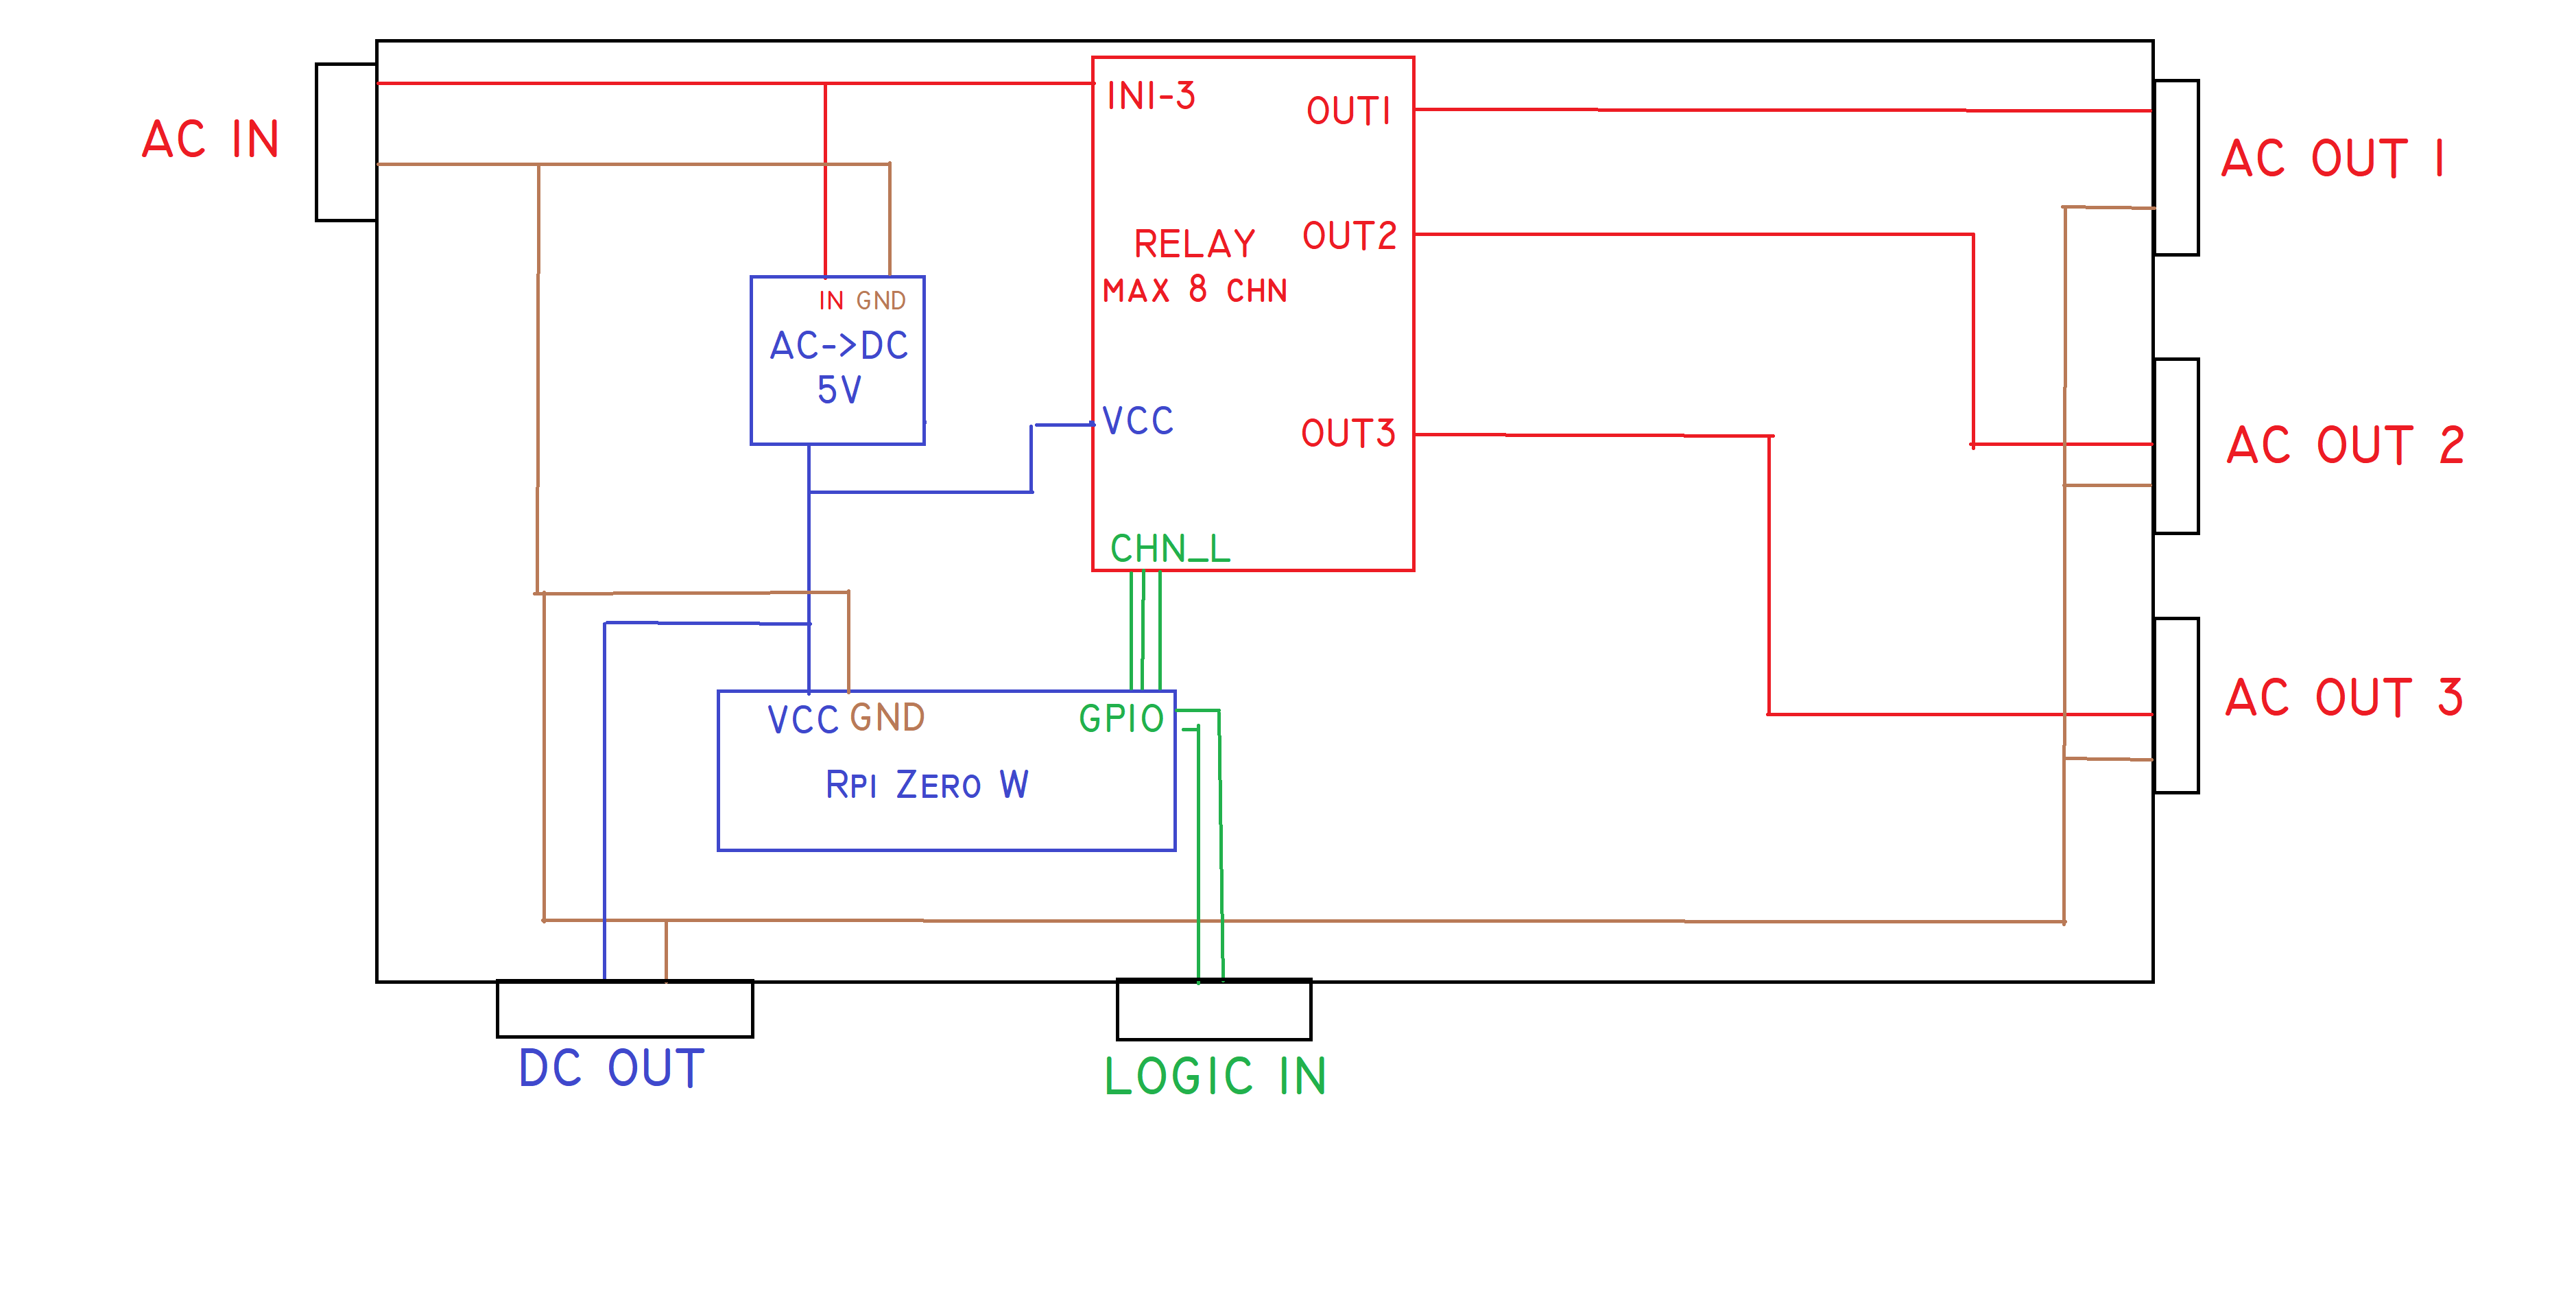 AC IN
INI-3
OUT1
AC OUT 1
OUT2
RELAY
MAX 8 CHN
IN GND
AC->DC
5V
VCC
OUT3
AC OUT 2
CHN_L
VCC GND
GPIO
AC OUT 3
RPI ZERO W
DC OUT
LOGIC IN